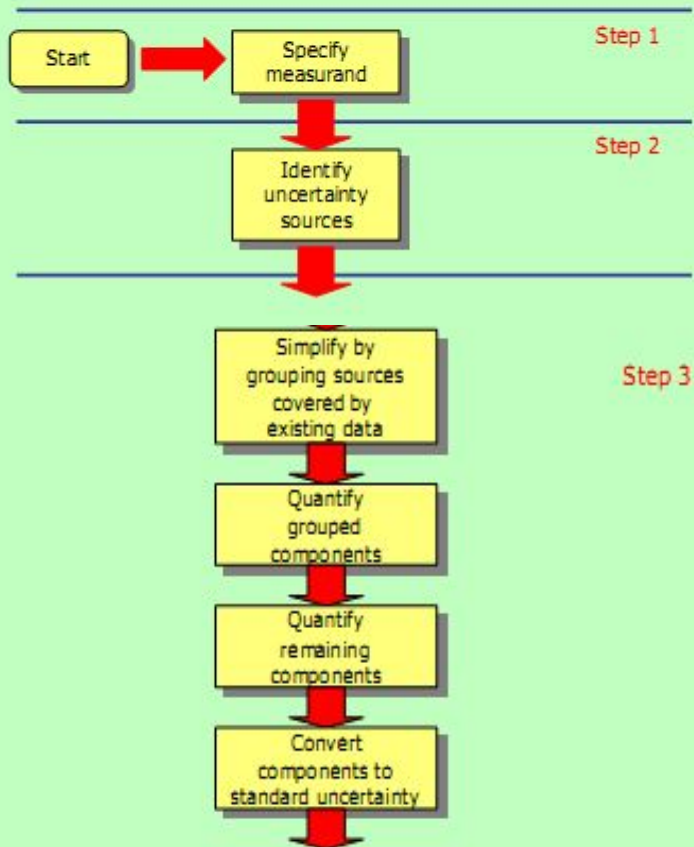 Step 1
Start
Specify
measurand
Step 2
Identify
uncertainty
sources
Step 3
Simplify by
grouping sources
covered by
existing data
Quantify
grouped
components
Quantify
remaining
components
Convert
components to
standard uncertainty